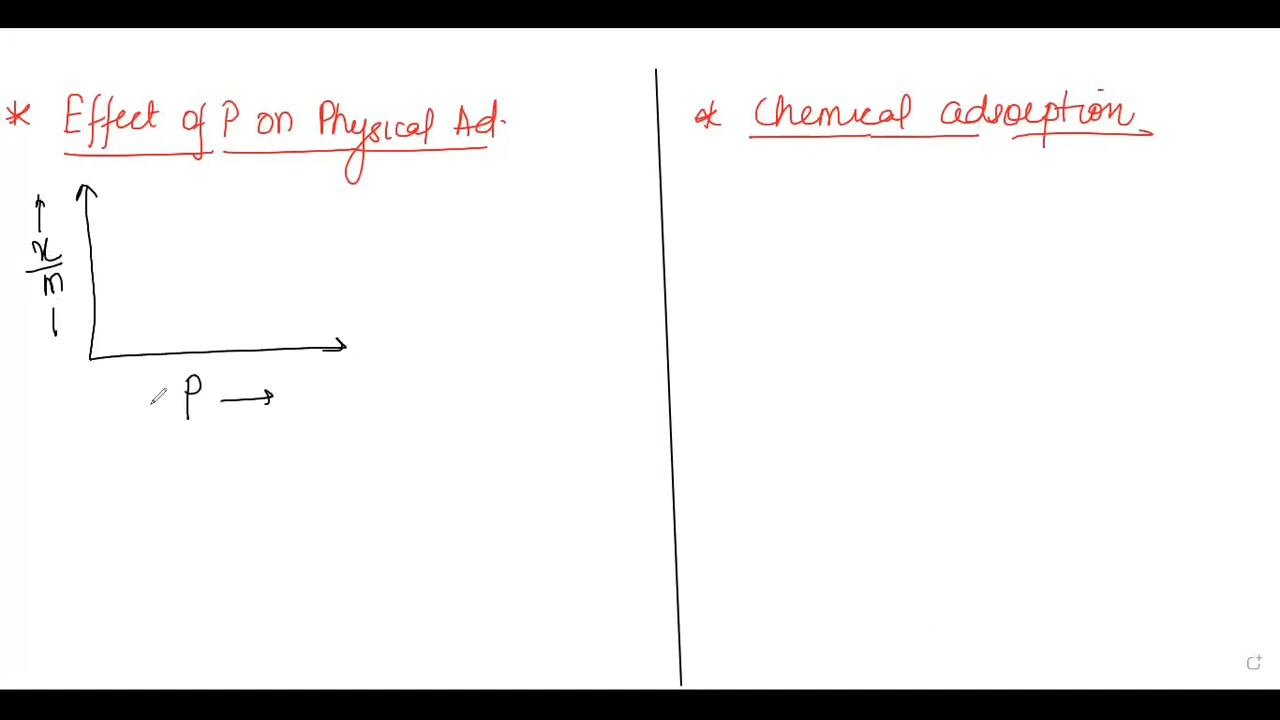 * Effect of P on Physical Ad.
x/m
P →
* Chemical adsorption